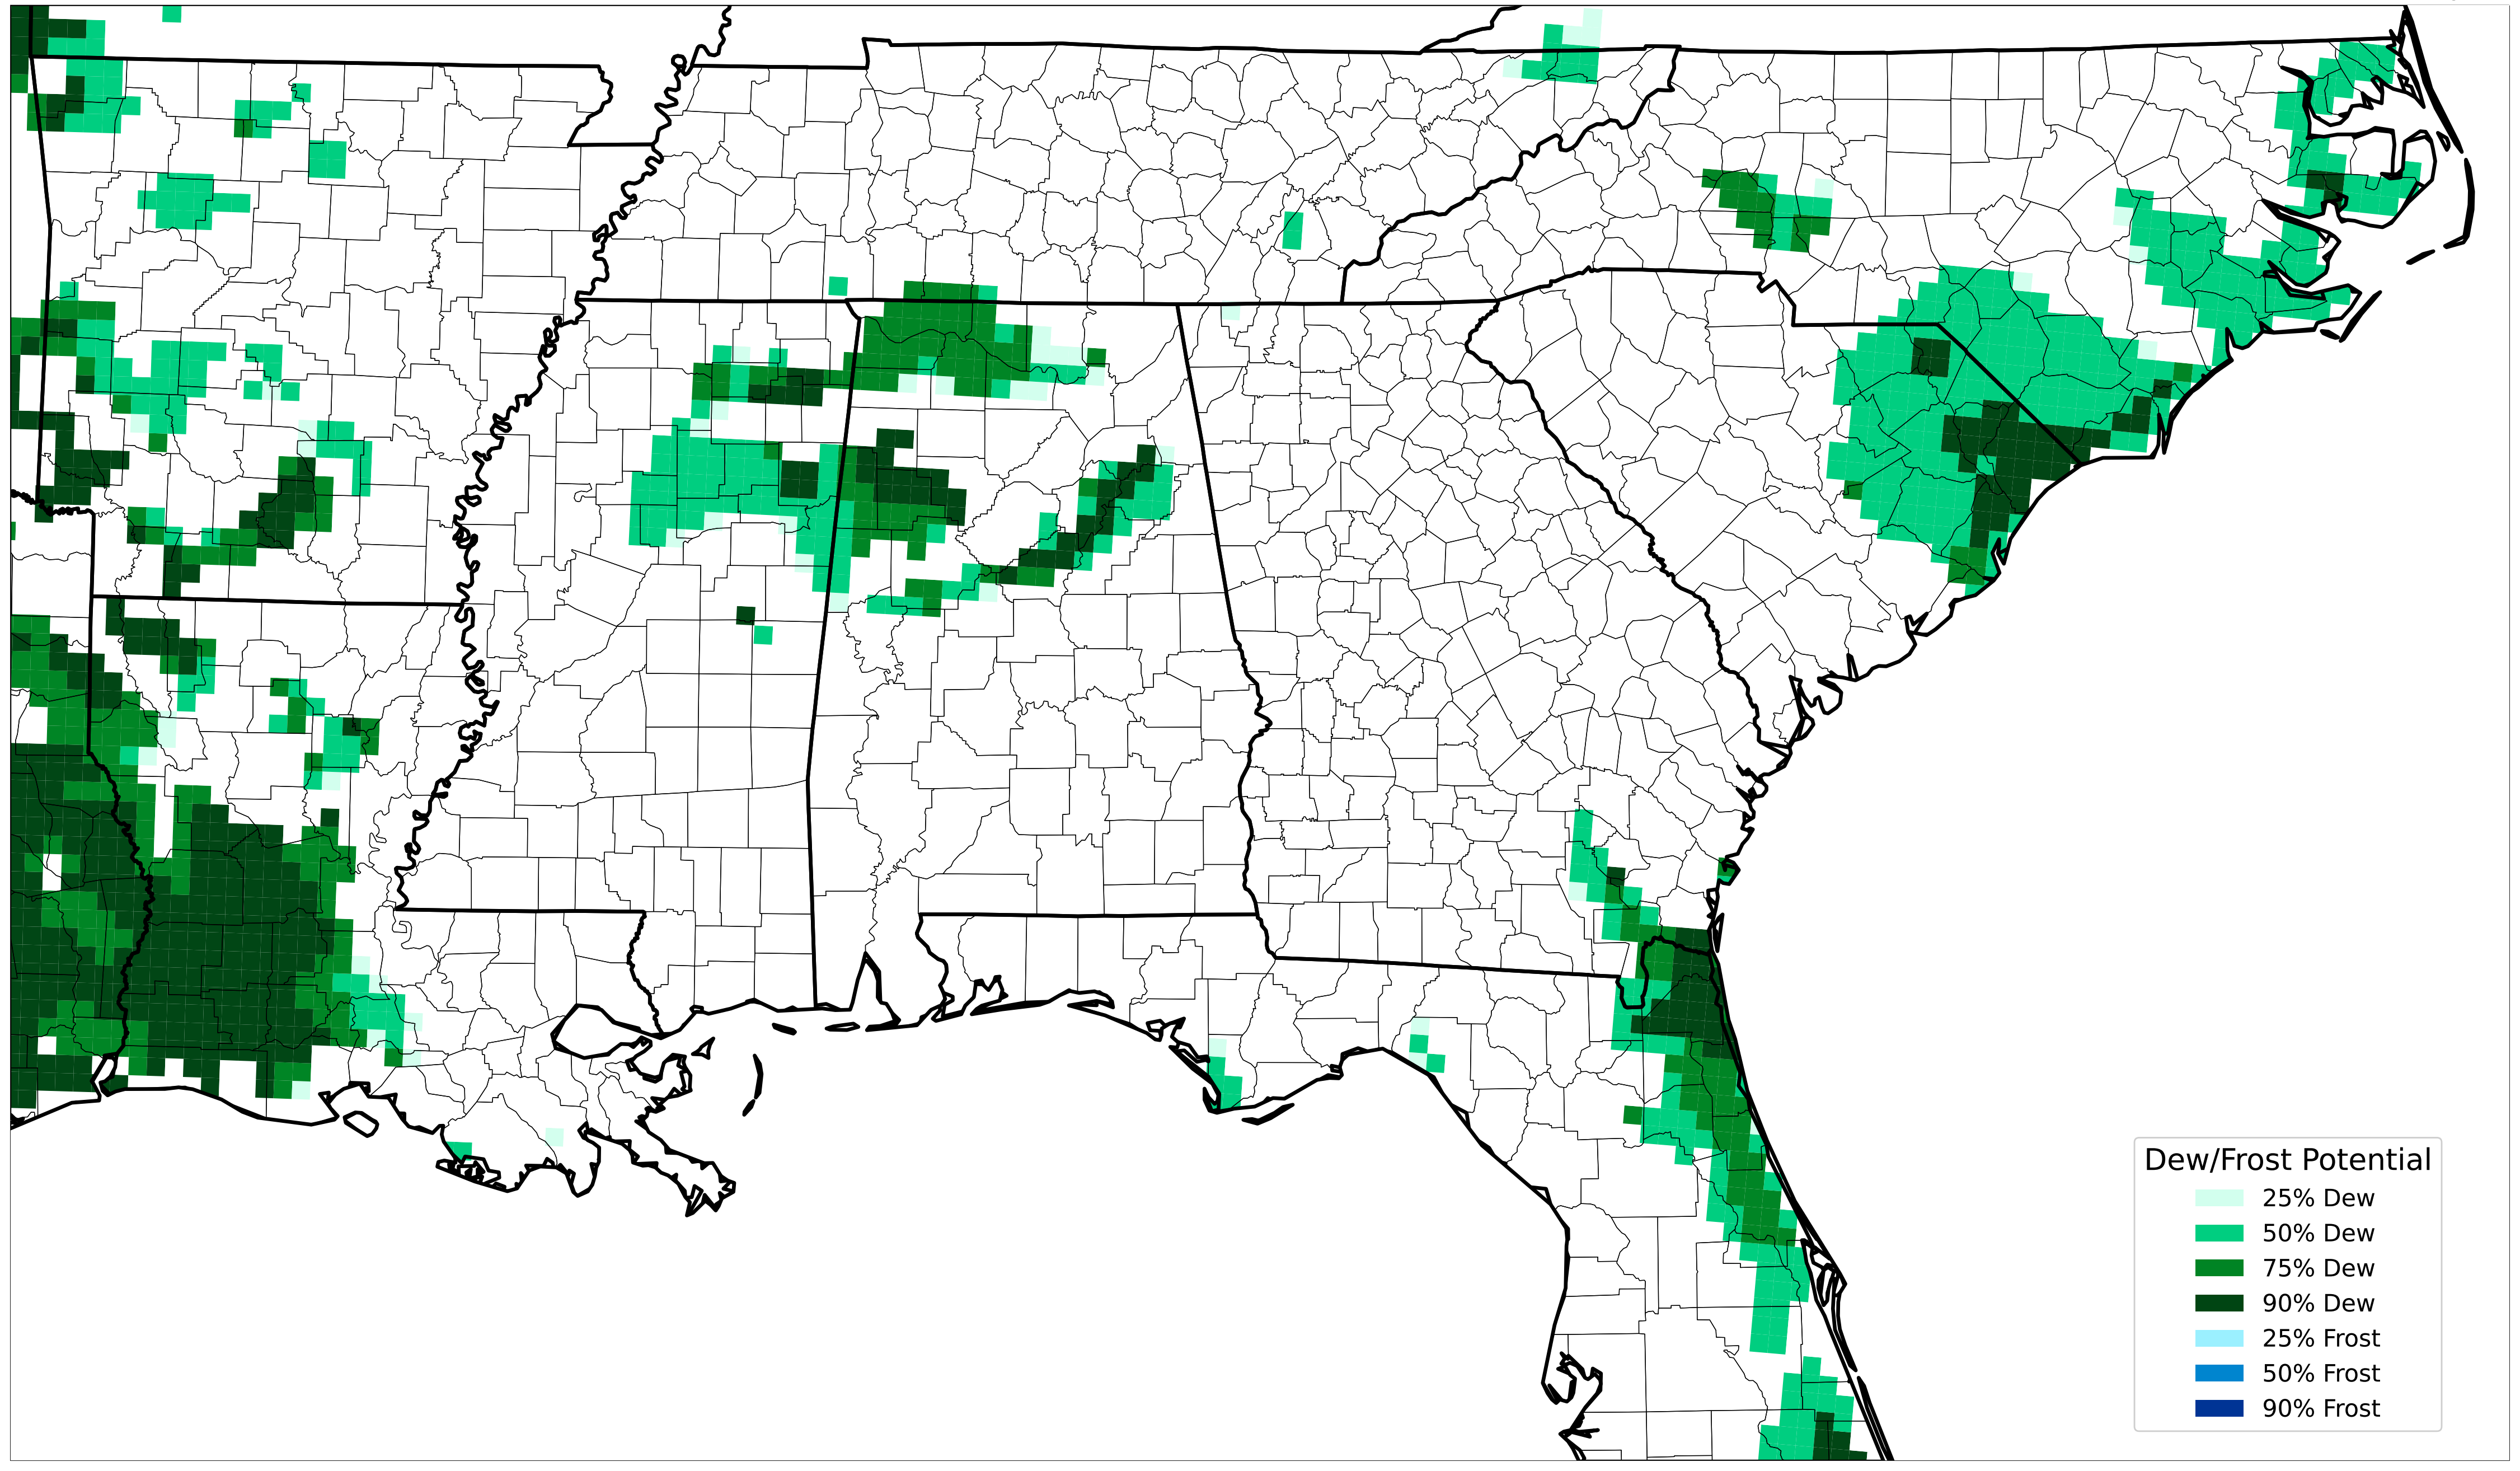 Dew/Frost Potential
25% Dew
50% Dew
75% Dew
90% Dew
25% Frost
50% Frost
90% Frost